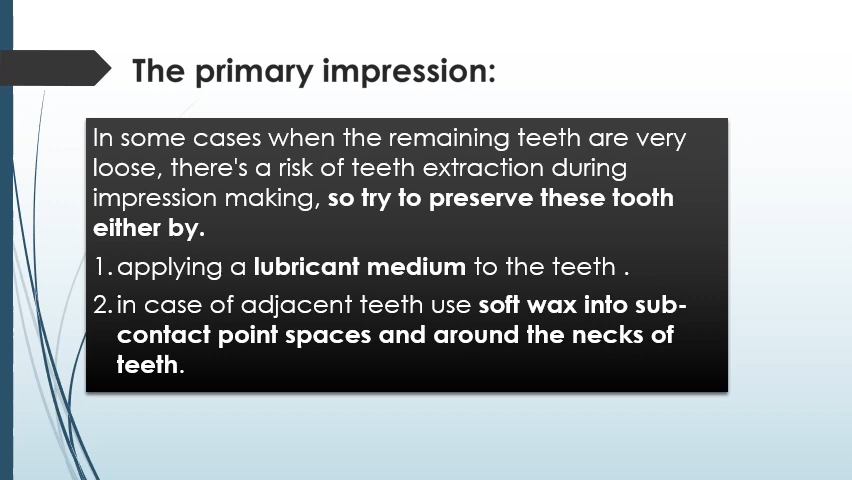 The primary impression:
In some cases when the remaining teeth are very
loose, there's a risk of teeth extraction during
impression making, so try to preserve these tooth
either by.
1. applying a lubricant medium to the teeth .
2. in case of adjacent teeth use soft wax into sub-
contact point spaces and around the necks of
teeth.